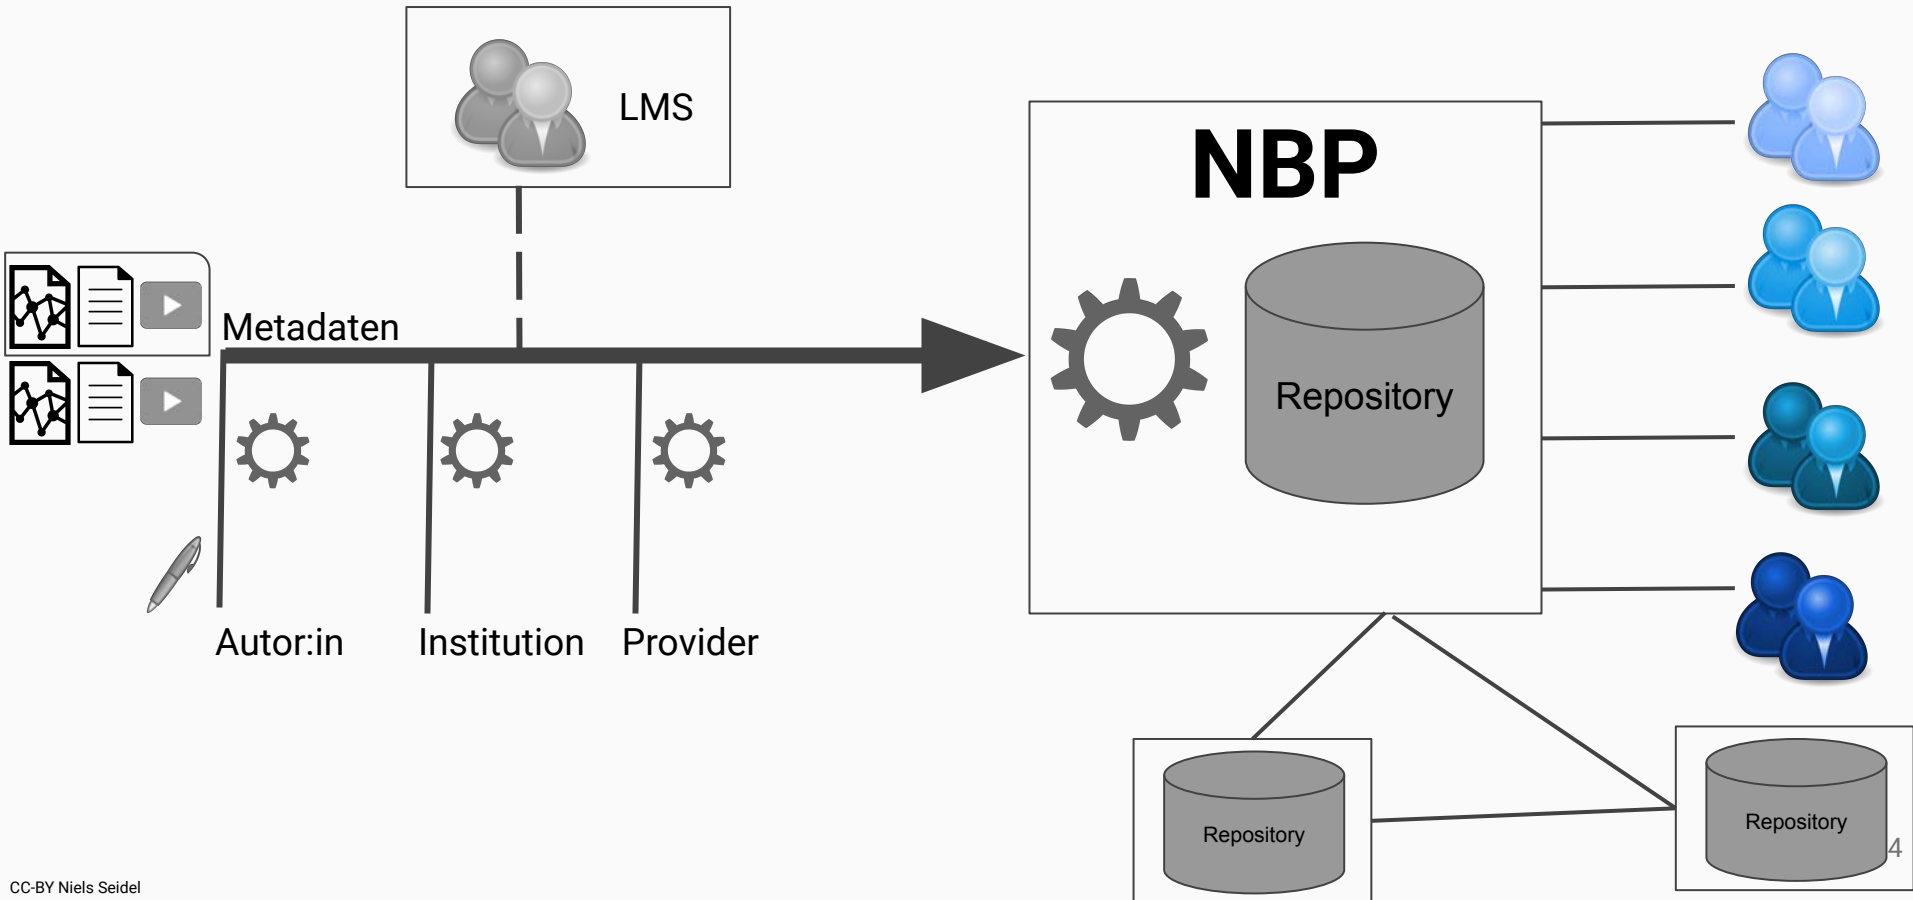 LMS
NBP
Metadaten
Repository
Autor:in
Institution
Provider
Repository
Repository
4
CC-BY Niels Seidel